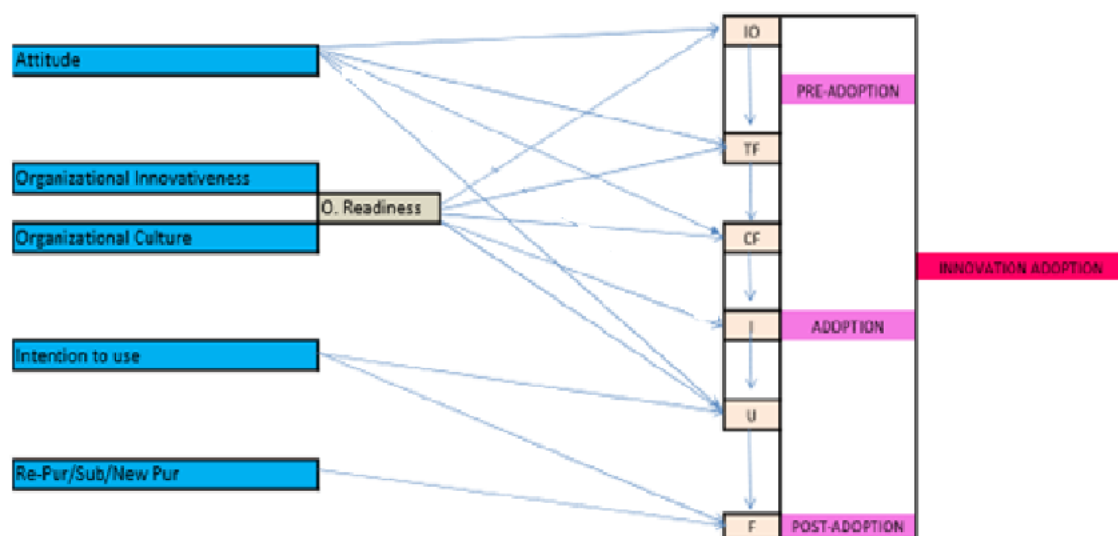 Attitude
Organizational Innovativeness
O. Readiness
Organizational Culture
Intention to use
Re-Pur/Sub/New Pur
IO
TF
CF
I
U
F
PRE-ADOPTION
ADOPTION
POST-ADOPTION
INNOVATION ADOPTION